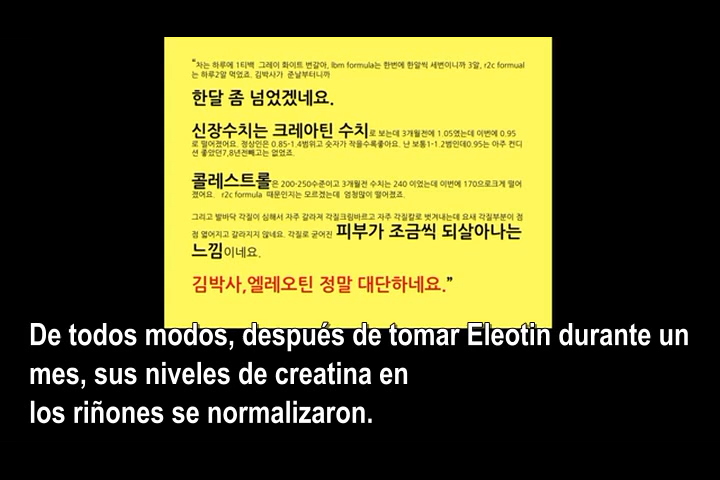 “차는 하루에 1티백 그레이 화이트 번갈아, lbm formula는 한번에 한알씩 세번이니까 3알, r2c formual
는 하루2알 먹었죠. 김박사가 준날부터니까
한달 좀 넘었겠네요.
신장수치는 크레아틴 수치로 보는데 3개월전에 1.05였는데 이번에 0.95
로 떨어졌어요. 정상인은 0.85-1.4범위고 숫자가 작을수록좋아요. 난 보통1-1.2범인데0.95는 아주 컨디
션 좋았던7,8년전빼고는 없었죠.
콜레스트롤은 200-250수준이고 3개월전 수치는 240 이었는데 이번에 170으로크게 떨어
졌어요. r2c formula 때문인지는 모르겠는데 엄청많이 떨어졌죠.
그리고 발바닥 각질이 심해서 자주 갈라져 각질크림바르고 자주 각질칼로 벗겨내는데 요새 각질부분이 점
점 엷어지고 갈라지지 않네요. 각질로 굳어진 피부가 조금씩 되살아나는
느낌이네요.
김박사,엘레오틴 정말 대단하네요.”
De todos modos, después de tomar Eleotin durante un
mes, sus niveles de creatina en
los riñones se normalizaron.